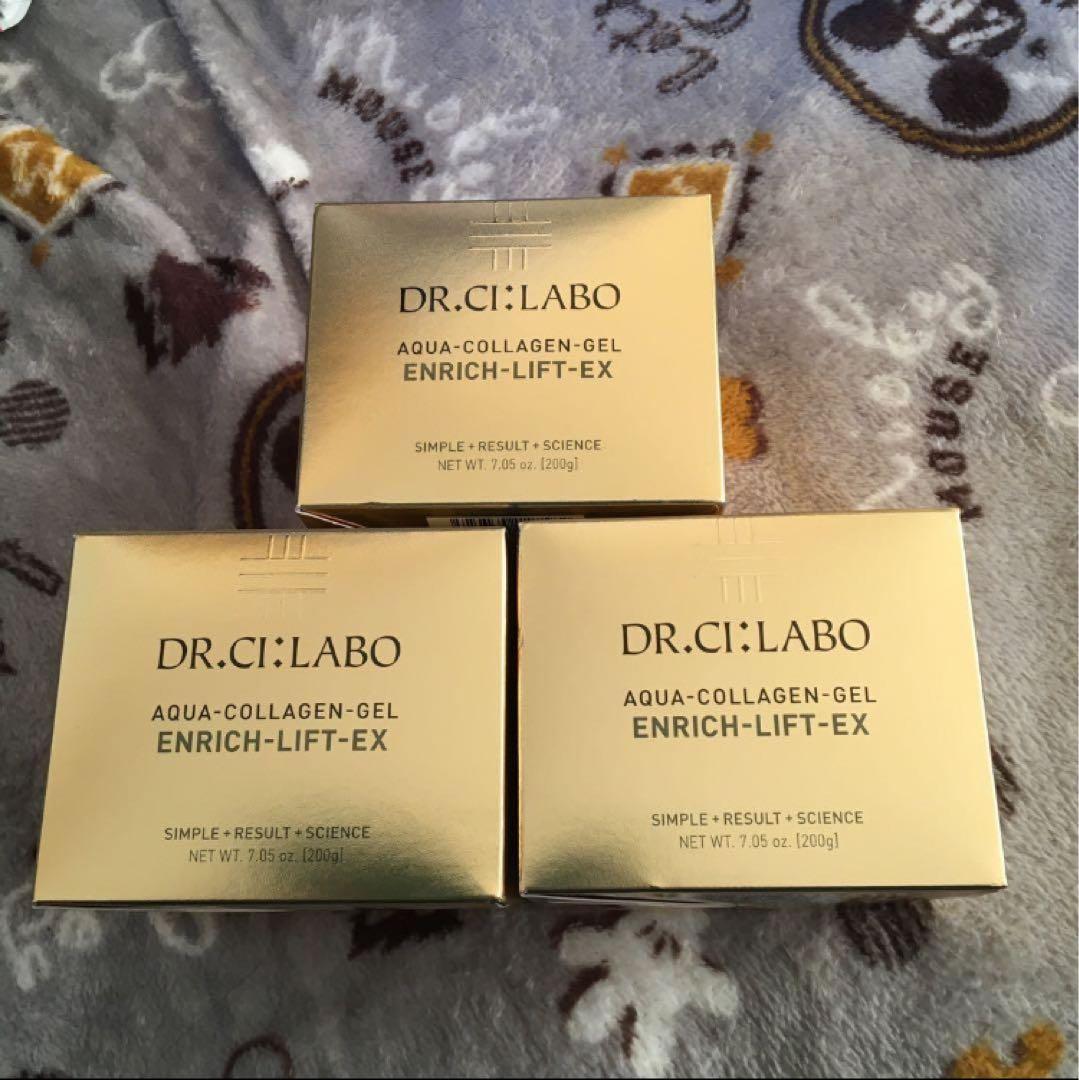 MOUSE
DR.CI:LABO
AQUA-COLLAGEN-GEL
ENRICH-LIFT-EX
SIMPLE+RESULT+SCIENCE
NET WT. 7.05 oz. [200g]
MOUSE
DR.CI:LABO
AQUA-COLLAGEN-GEL
ENRICH-LIFT-EX
SIMPLE+RESULT+SCIENCE
NET WT. 7.05 oz. [200g]
DR.CI:LABO
AQUA-COLLAGEN-GEL
ENRICH-LIFT-EX
SIMPLE+RESULT+SCIENCE
NET WT. 7.05 oz. [200g]